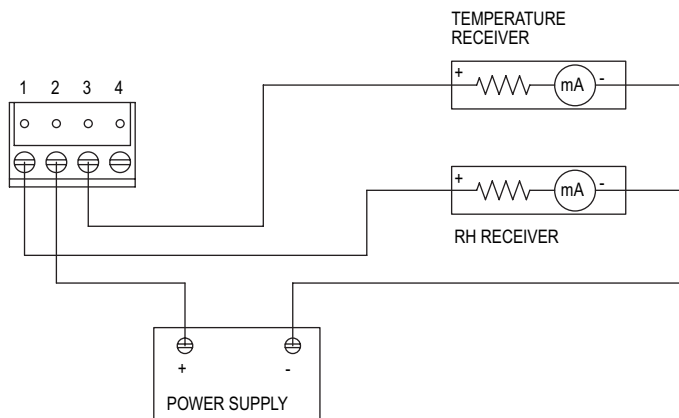 TEMPERATURE
RECEIVER
+ mA -
1 2 3 4
+ mA -
RH RECEIVER
+ -
POWER SUPPLY